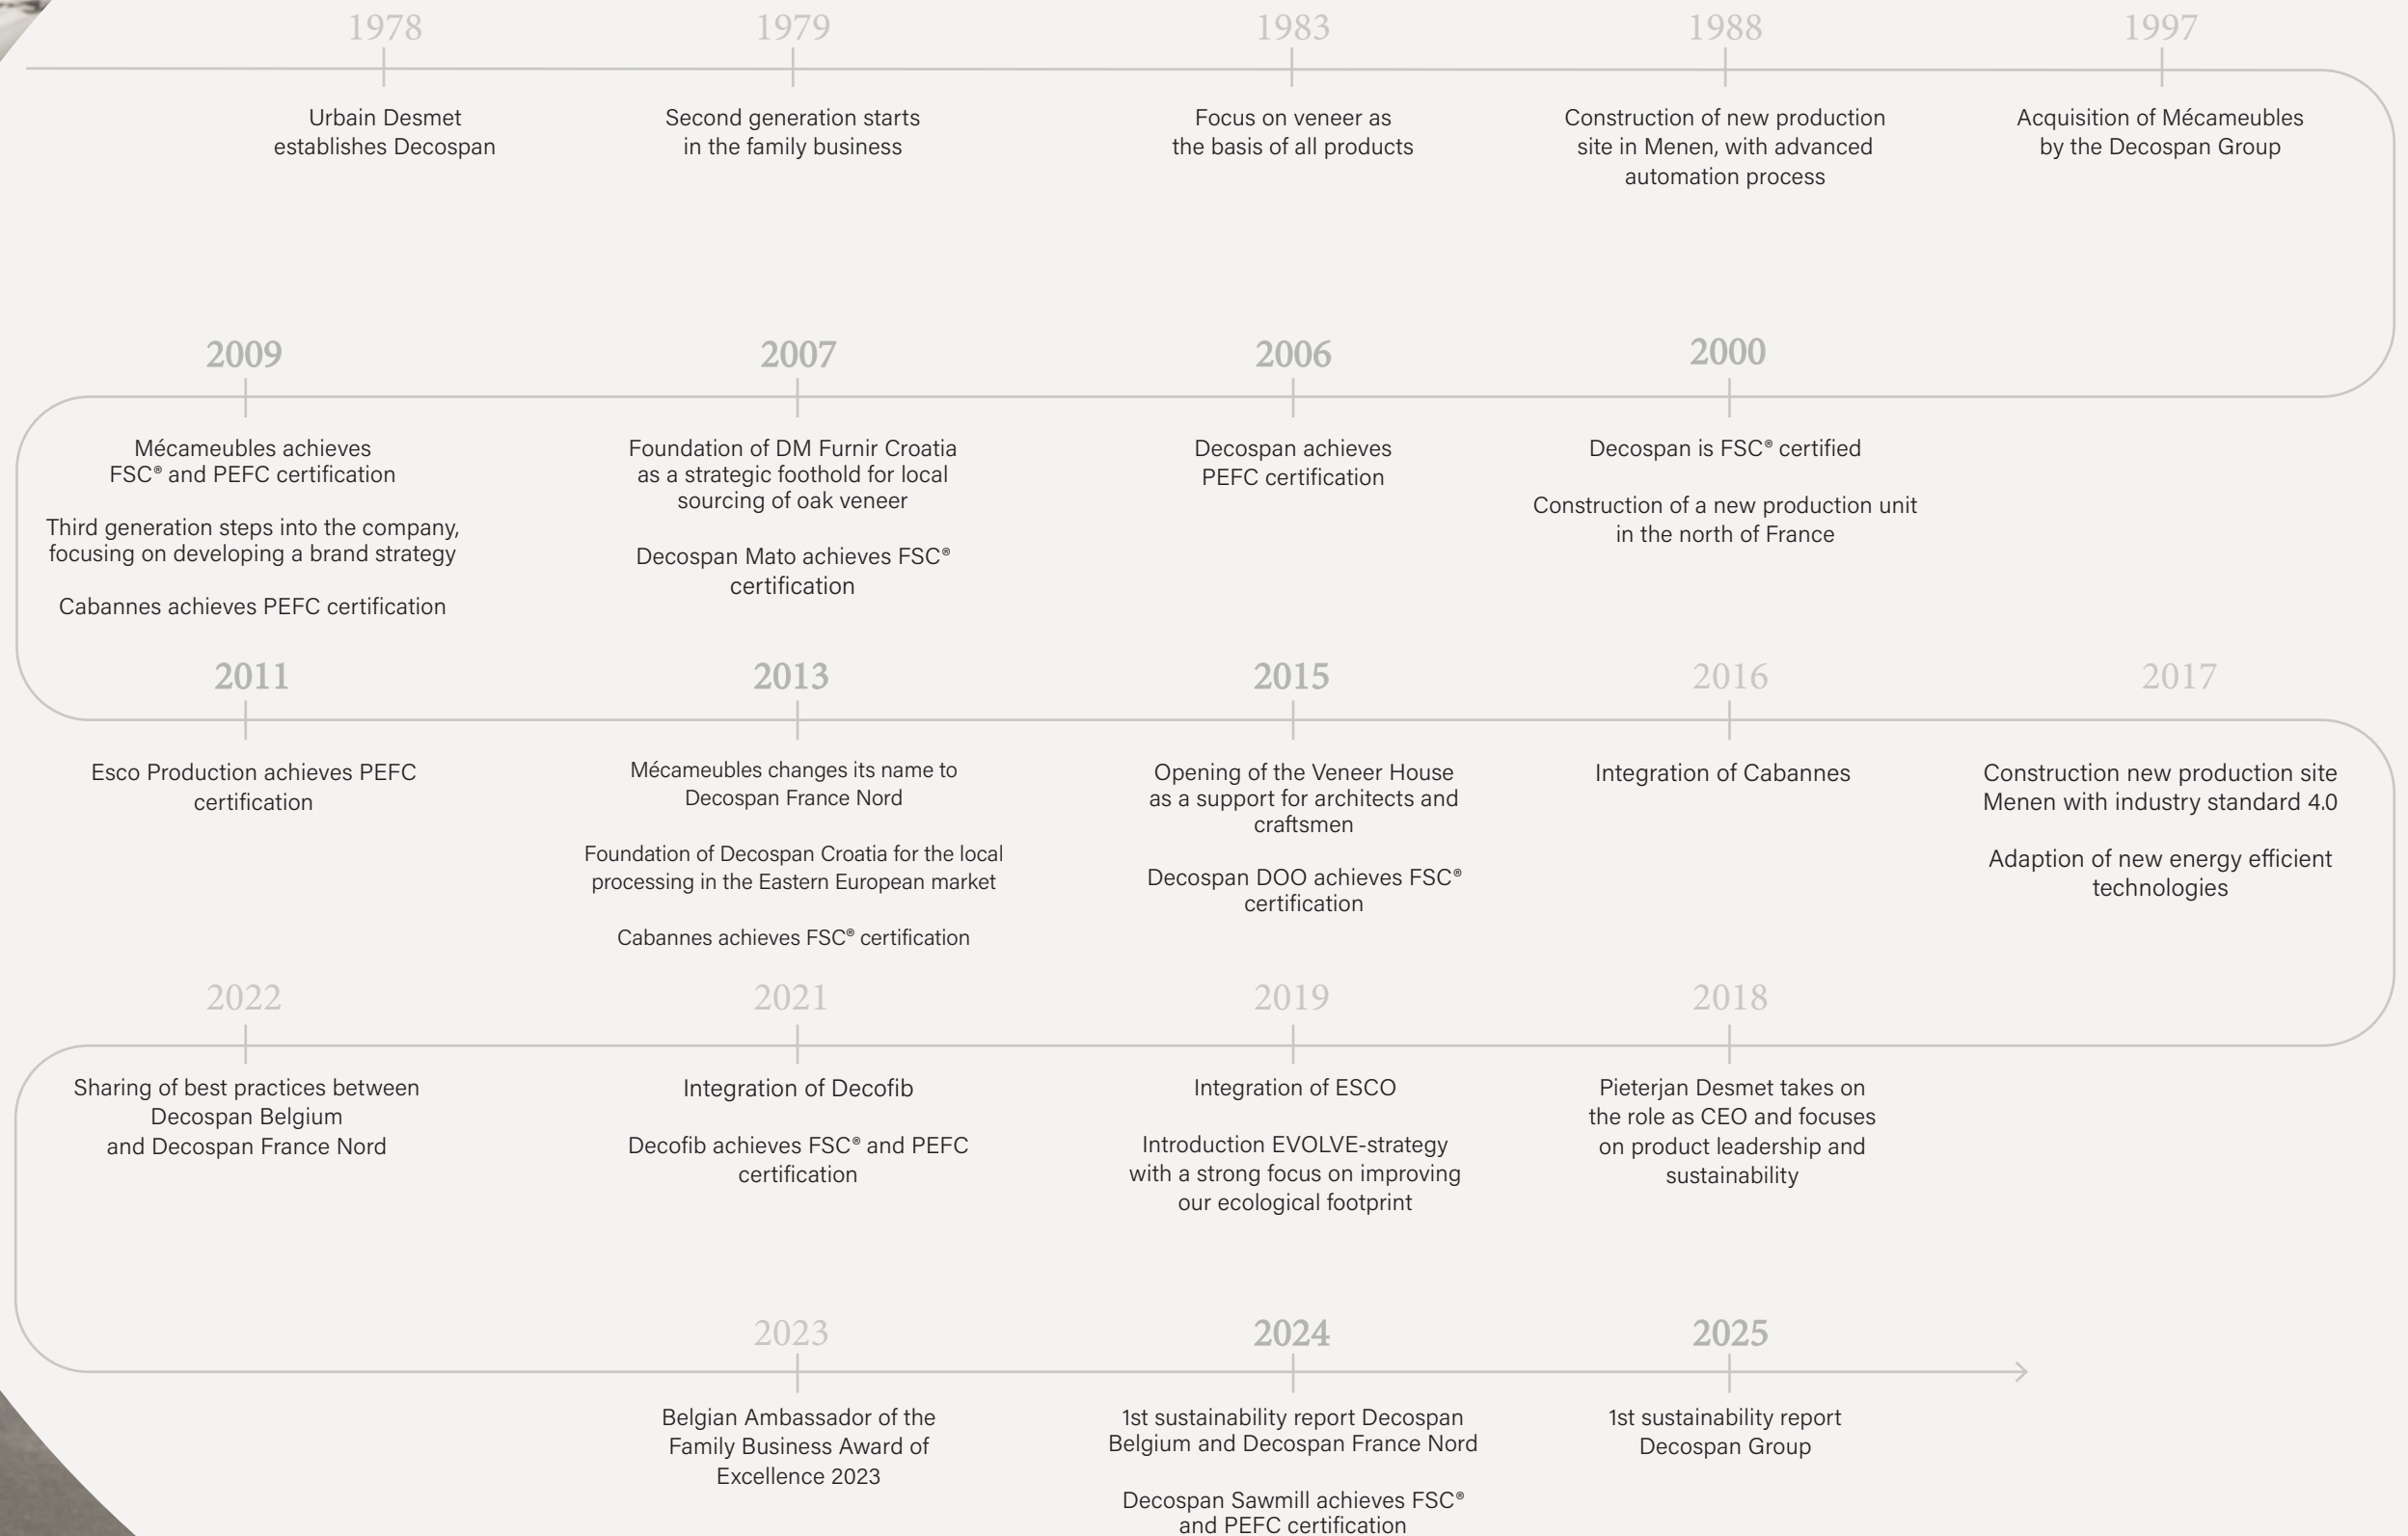 1978
Urbain Desmet
establishes Decospan
1979
Second generation starts
in the family business
1983
Focus on veneer as
the basis of all products
1988
Construction of new production
site in Menen, with advanced
automation process
1997
Acquisition of Mécameubles
by the Decospan Group
2000
Decospan is FSC® certified
Construction of a new production unit
in the north of France
2006
Decospan achieves
PEFC certification
2007
Foundation of DM Furnir Croatia
as a strategic foothold for local
sourcing of oak veneer
Decospan Mato achieves FSC®
certification
2009
Mécameubles achieves
FSC® and PEFC certification
Third generation steps into the company,
focusing on developing a brand strategy
Cabannes achieves PEFC certification
2011
Esco Production achieves PEFC
certification
2013
Mécameubles changes its name to
Decospan France Nord
Foundation of Decospan Croatia for the local
processing in the Eastern European market
Cabannes achieves FSC® certification
2015
Opening of the Veneer House
as a support for architects and
craftsmen
Decospan DOO achieves FSC®
certification
2016
Integration of Cabannes
2017
Construction new production site
Menen with industry standard 4.0
Adaption of new energy efficient
technologies
2018
Pieterjan Desmet takes on
the role as CEO and focuses
on product leadership and
sustainability
2019
Integration of ESCO
Introduction EVOLVE-strategy
with a strong focus on improving
our ecological footprint
2021
Integration of Decofib
Decofib achieves FSC® and PEFC
certification
2022
Sharing of best practices between
Decospan Belgium
and Decospan France Nord
2023
Belgian Ambassador of the
Family Business Award of
Excellence 2023
2024
1st sustainability report Decospan
Belgium and Decospan France Nord
Decospan Sawmill achieves FSC®
and PEFC certification
2025
1st sustainability report
Decospan Group